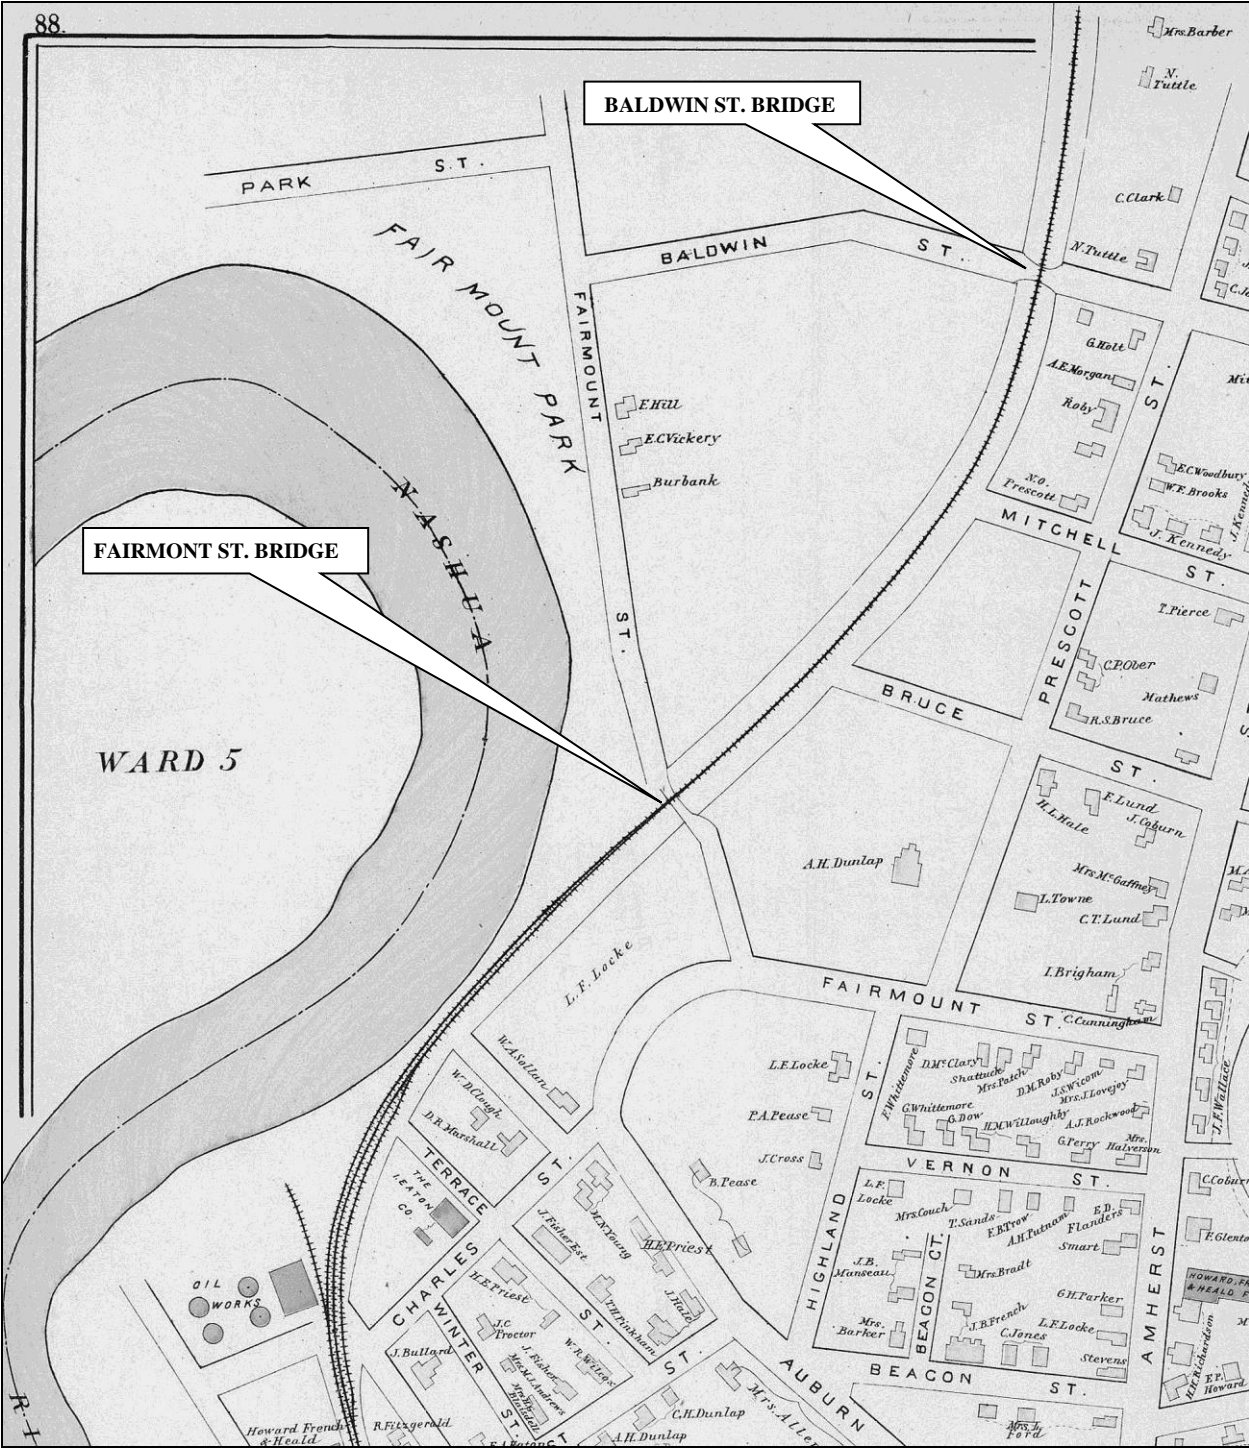 88.
BALDWIN ST. BRIDGE
Mrs. Barber
N. Tuttle
PARK ST.
C. Clark
BALDWIN ST.
N. Tuttle
FAIR MOUNT PARK
FAIRMOUNT ST.
G. Holt
A.E. Morgan
ST.
Roby
F. Hill
E.C. Vickery
Burbank
E.C. Woodbury
W.F. Brooks
N.O. Prescott
J. Kennedy
J. Kennedy
MITCHELL ST.
NASHUA
FAIRMONT ST. BRIDGE
PRESCOTT
T. Pierce
C.P. Ober
Mathews
R.S. Bruce
BRUCE ST.
WARD 5
H.L. Hale
F. Lund
J. Coburn
A.H. Dunlap
Mrs. McGaffney
L. Towne
C.T. Lund
L.F. Locke
I. Brigham
FAIRMOUNT ST.
C. Cunningham
W.A. Sollam
L.F. Locke
F. Whittemore
D. McClary
Shattuck
Mrs. Patch
D.M. Roby
J.S. Wicom
Mrs. J. Lovejoy
J.F. Wallace
W.D. Clough
D.R. Marshall
P.A. Pease
G. Whittemore
G. Dow
H.M. Willoughby
A.J. Rockwood
G. Perry
Mrs. Halverson
J. Cross
B. Pease
VERNON ST.
TERRACE ST.
THE LEATON CO.
HIGHLAND ST.
L.F. Locke
Mrs. Couch
T. Sands
F.B. Trow
A.H. Putnam
E.D. Flanders
Smart
C. Coburn
M.N. Young
J. Fisher Est
H.E. Priest
CHARLES ST.
H.E. Priest
J. Hale
T.H. Pinkham
J.B. Manseau
BEACON CT.
Mrs. Bradt
G.H. Parker
AMHERST
HOWARD, FR
& HEALD F
OIL WORKS
WINTER ST.
J.C. Proctor
J. Fisher
Mrs. M.J. Andrews
W.R. Wilcox
J. Bullard
Mrs. Barker
J.B. French
C. Jones
L.F. Locke
Stevens
H.H. Richardson
F.P. Howard
BEACON ST.
AUBURN
Mrs. Allen
C.H. Dunlap
A.H. Dunlap
Mrs. L. Ford
Howard French & Heald
R. Fitzgerald
RI